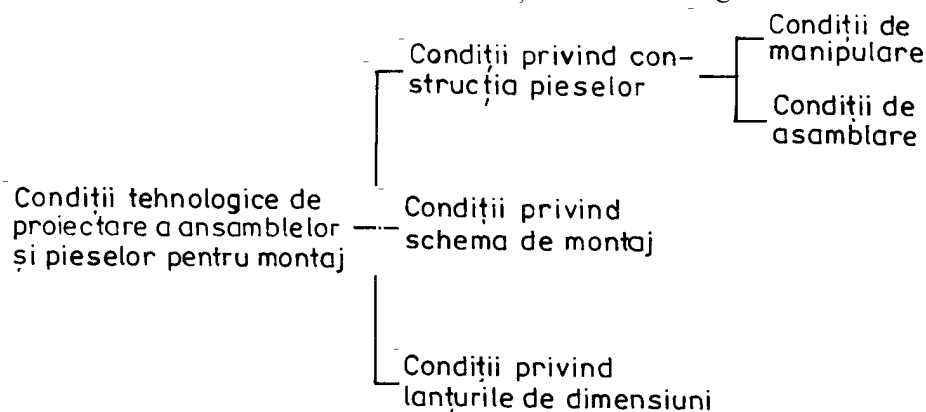 Condiții de
manipulare
Condiții privind con-
strucția pieselor
Condiții de
asamblare
Condiții tehnologice de
proiectare a ansamblelor
și pieselor pentru montaj
Condiții privind
schema de montaj
Condiții privind
lanțurile de dimensiuni